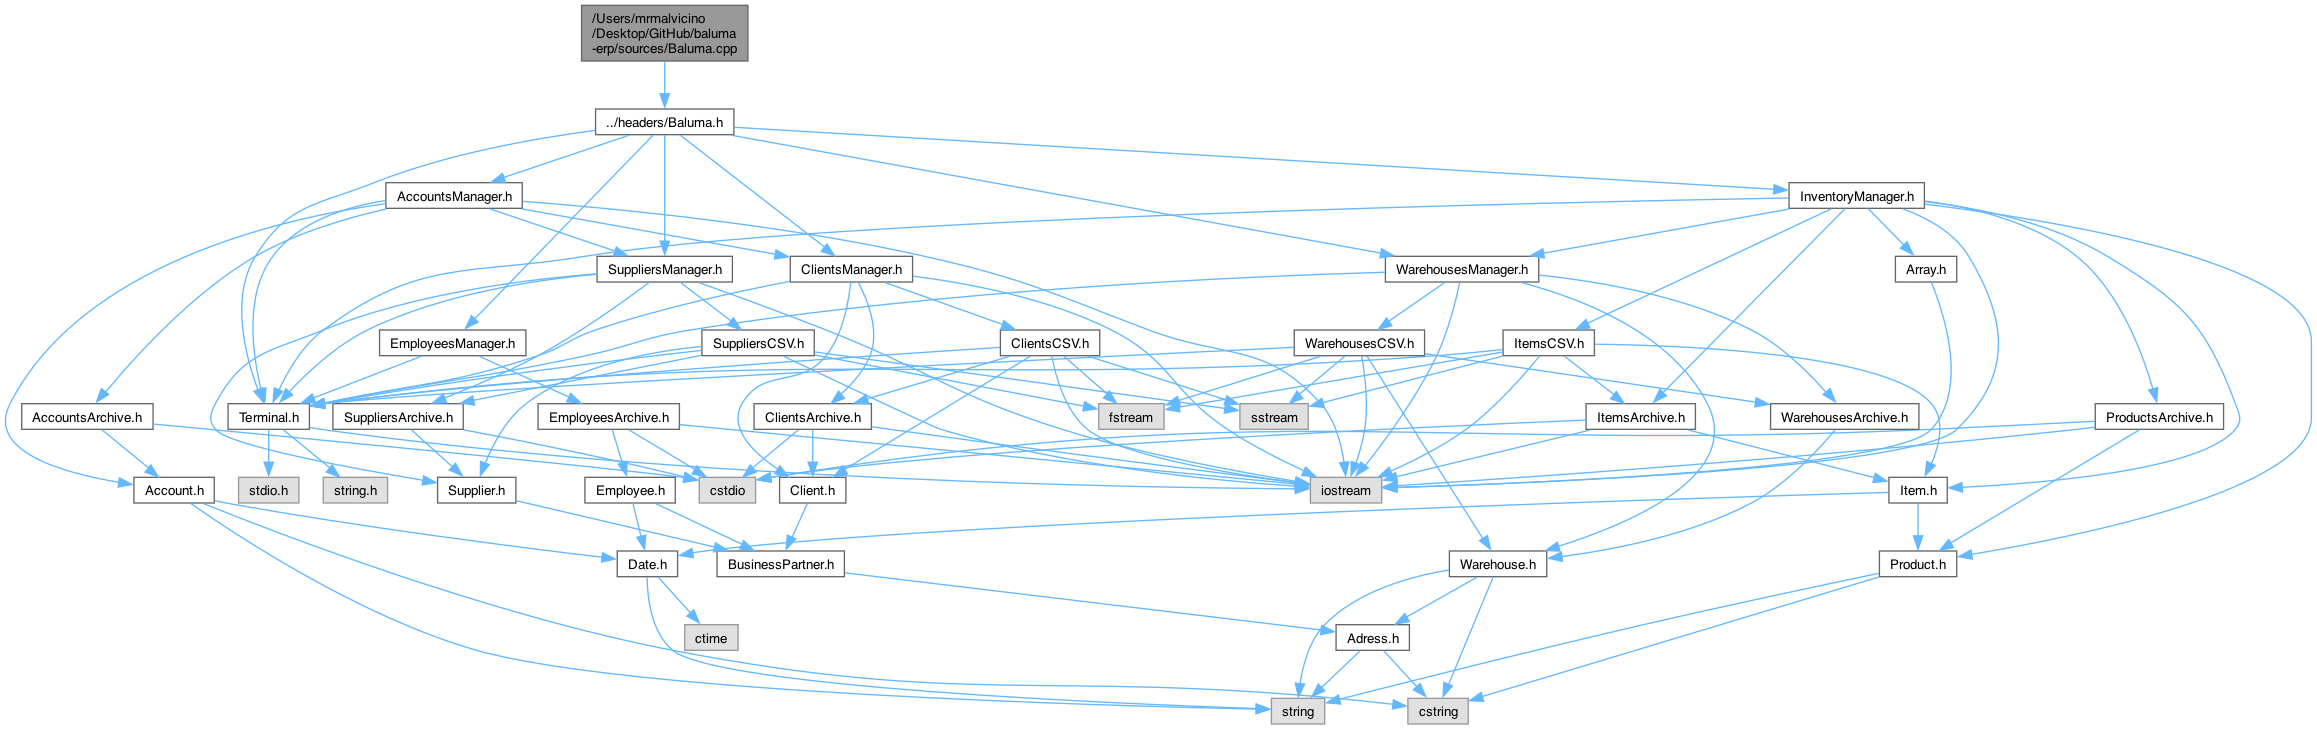 /Users/mrmalvicino
/Desktop/GitHub/baluma
-erp/sources/Baluma.cpp
../headers/Baluma.h
AccountsManager.h
InventoryManager.h
SuppliersManager.h
ClientsManager.h
WarehousesManager.h
Array.h
EmployeesManager.h
SuppliersCSV.h
ClientsCSV.h
WarehousesCSV.h
ItemsCSV.h
AccountsArchive.h
Terminal.h
SuppliersArchive.h
EmployeesArchive.h
ClientsArchive.h
fstream
sstream
ItemsArchive.h
WarehousesArchive.h
ProductsArchive.h
Account.h
stdio.h
string.h
Supplier.h
Employee.h
cstdio
Client.h
iostream
Item.h
Date.h
BusinessPartner.h
Warehouse.h
Product.h
ctime
Adress.h
string
cstring